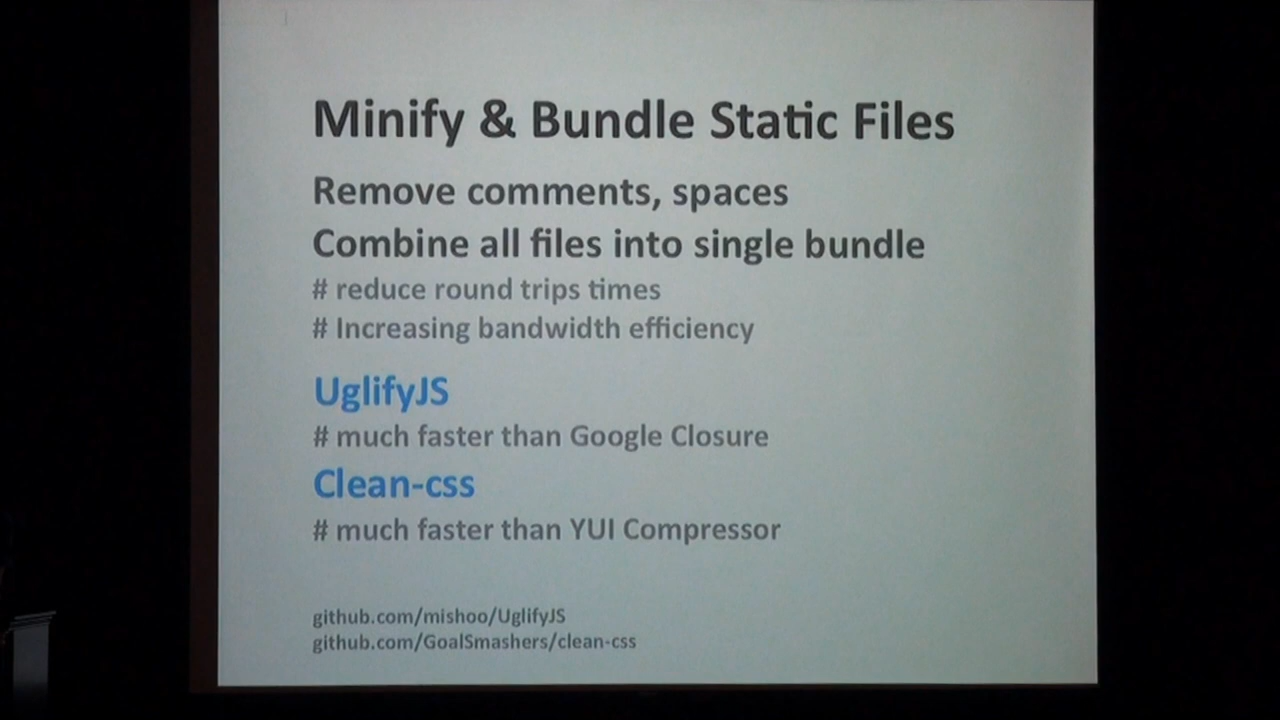 Minify & Bundle Static Files
Remove comments, spaces
Combine all files into single bundle
# reduce round trips times
# Increasing bandwidth efficiency
UglifyJS
# much faster than Google Closure
Clean-css
# much faster than YUI Compressor
github.com/mishoo/UglifyJS
github.com/GoalSmashers/clean-css